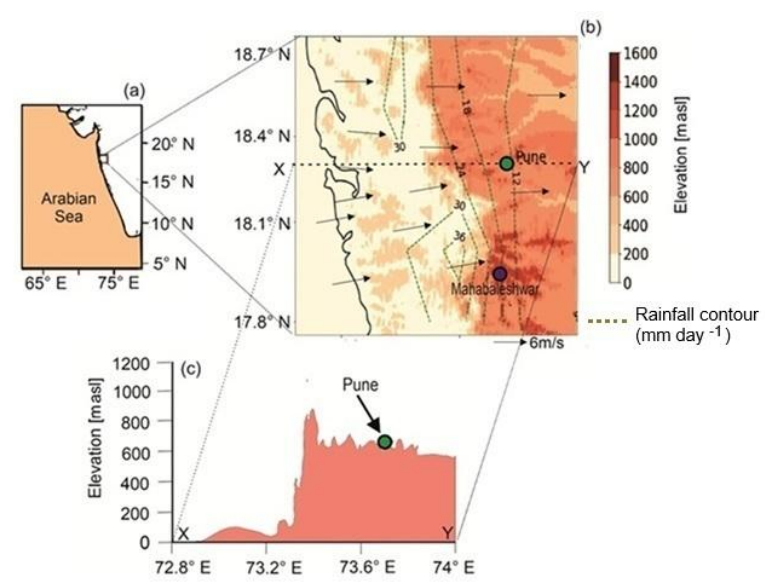 (a)
20° N
15° N
10° N
5° N
65° E 75° E
Arabian
Sea
(b)
18.7° N
18.4° N
18.1° N
17.8° N
X
Y
30
18
24
12
30
36
Pune
Mahabaleshwar
6m/s
1600
1400
1200
1000
800
600
400
200
0
Elevation [masl]
Rainfall contour
(mm day -1)
(c)
1200
1000
800
600
400
200
0
Elevation [masl]
Pune
X
Y
72.8° E 73.2° E 73.6° E 74° E